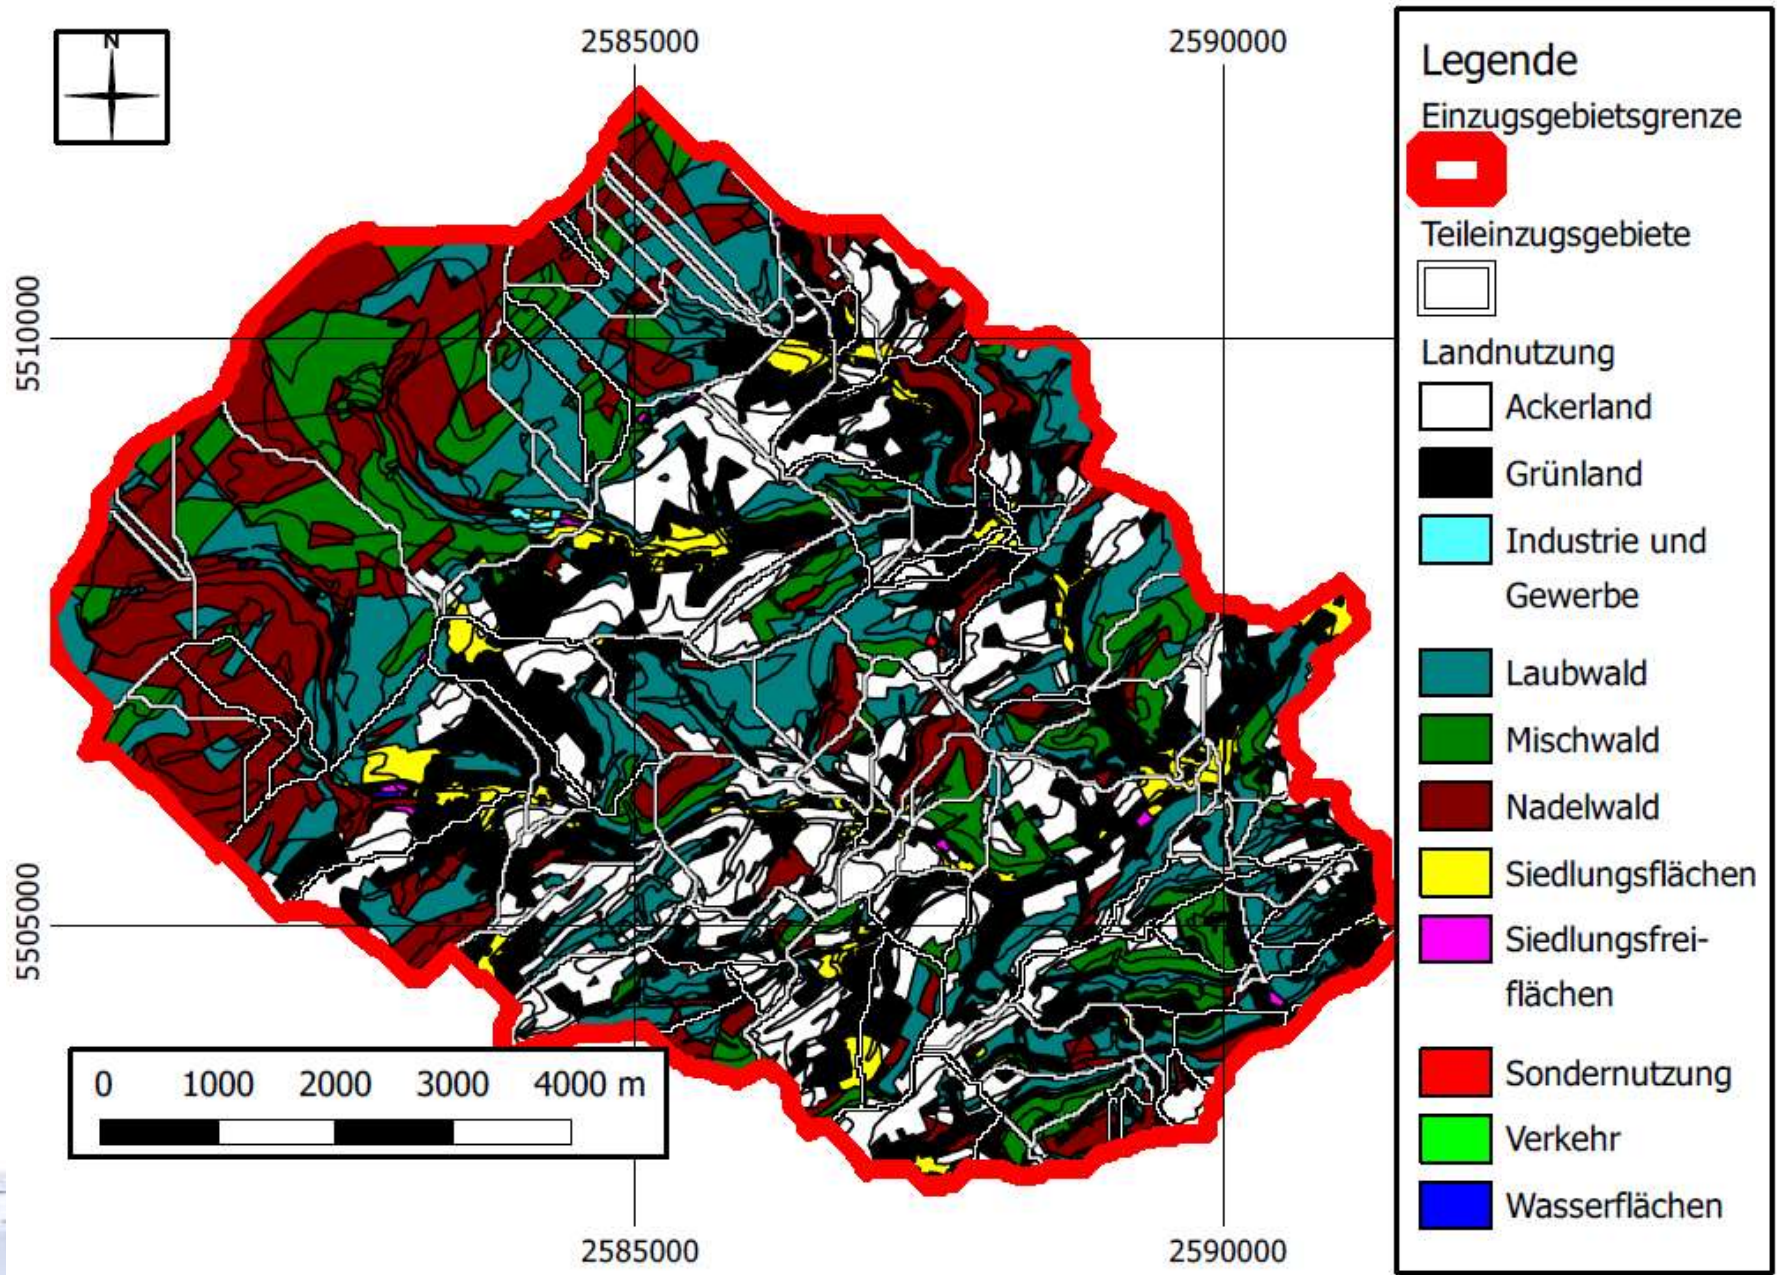 N
2585000
2590000
5510000
5505000
0 1000 2000 3000 4000 m
2585000
2590000
Legende
Einzugsgebietsgrenze
Teileinzugsgebiete
Landnutzung
Ackerland
Grünland
Industrie und
Gewerbe
Laubwald
Mischwald
Nadelwald
Siedlungsflächen
Siedlungsfrei-
flächen
Sondernutzung
Verkehr
Wasserflächen